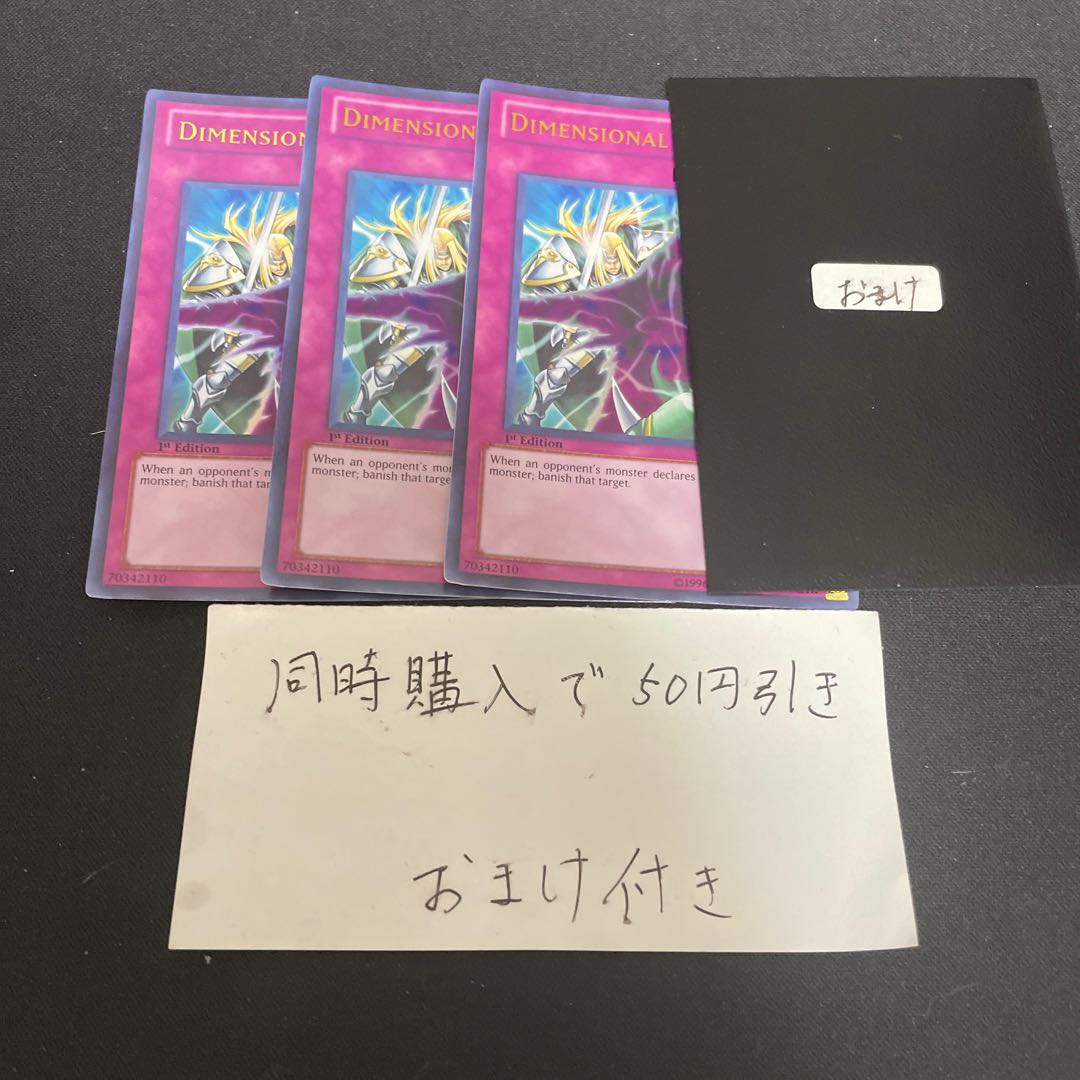 DIMENSION
DIMENSION
DIMENSIONAL
おまけ
1st Edition
When an opponent's m
monster; banish that tar
70342110
1st Edition
When an opponent's mo
monster; banish that targe
70342110
1st Edition
When an opponent's monster declares
monster; banish that target.
70342110
©1996
同時購入で50円引き
おまけ付き